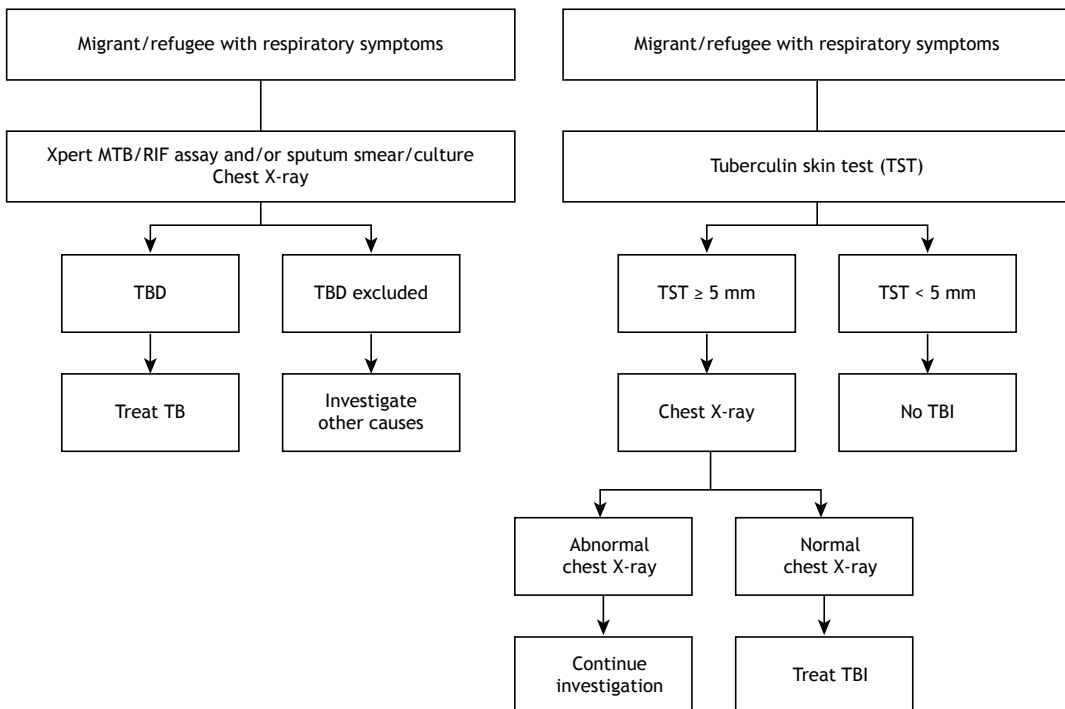 Migrant/refugee with respiratory symptoms
Xpert MTB/RIF assay and/or sputum smear/culture
Chest X-ray
TBD
TBD excluded
Treat TB
Investigate
other causes
Migrant/refugee with respiratory symptoms
Tuberculin skin test (TST)
TST ≥ 5 mm
TST < 5 mm
Chest X-ray
No TBI
Abnormal
chest X-ray
Normal
chest X-ray
Continue
investigation
Treat TBI